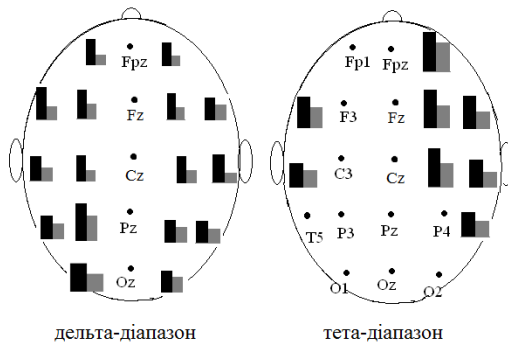 Fpz
Fp1 Fpz
Fz
F3 Fz
Cz
C3 Cz
Pz
T5 P3 Pz P4
Oz
O1 Oz O2
дельта-діапазон
тета-діапазон